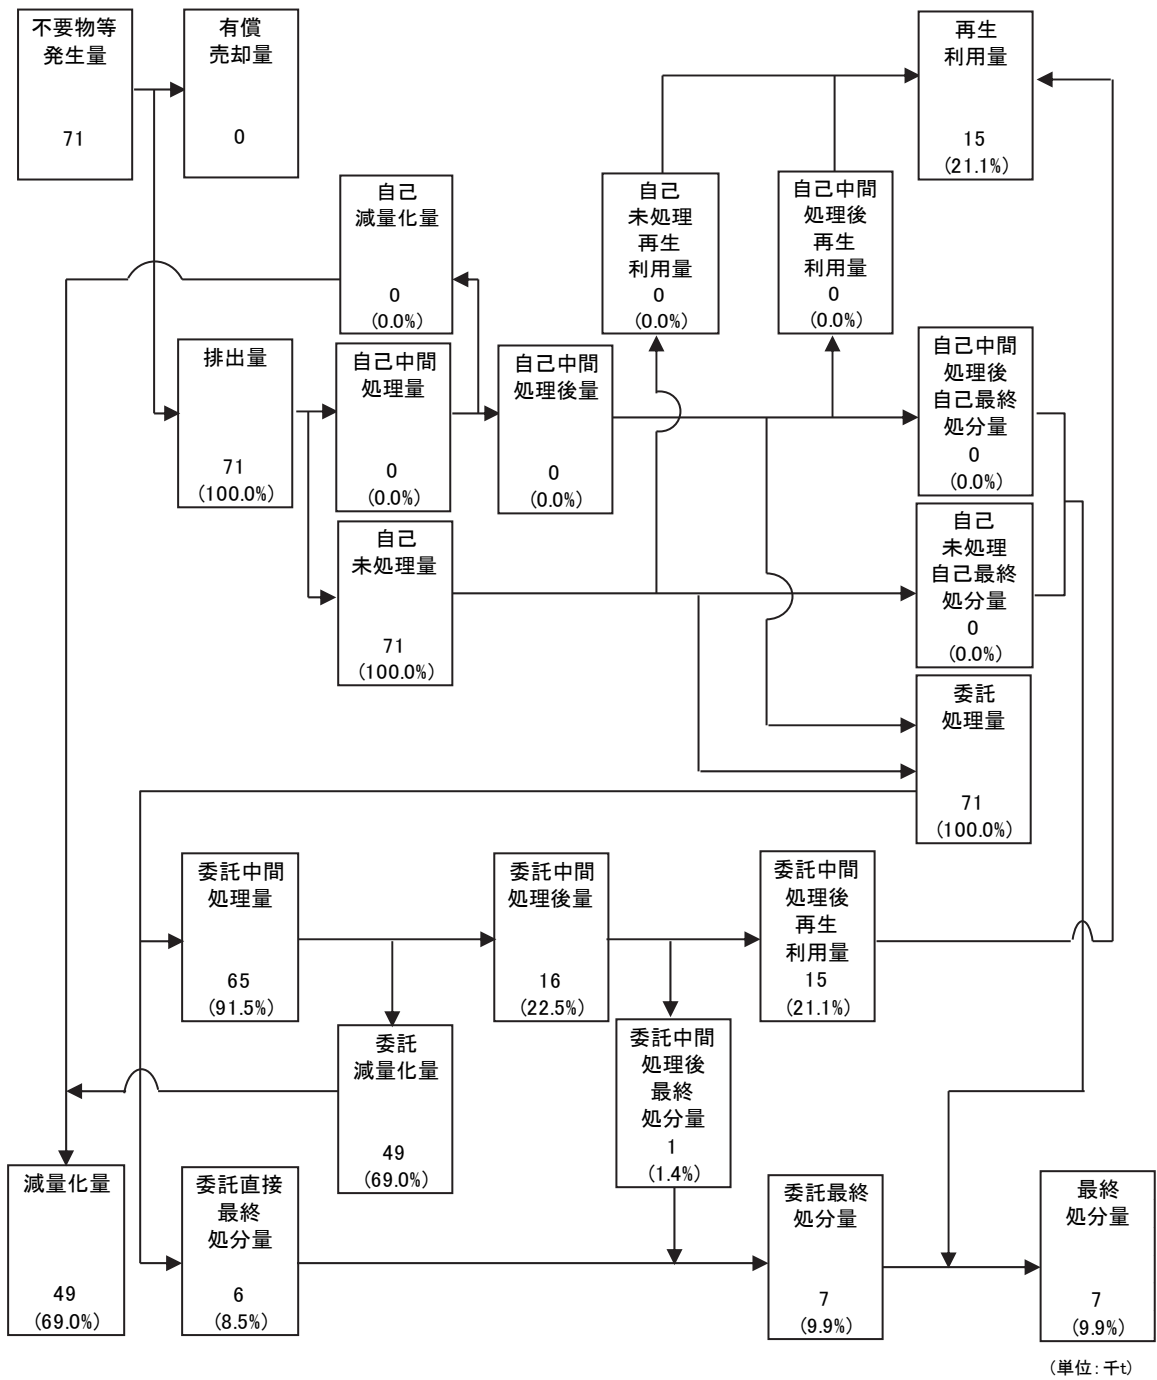 不要物等
発生量
71
有償
売却量
0
再生
利用量
15
(21.1%)
自己
減量化量
0
(0.0%)
自己
未処理
再生
利用量
0
(0.0%)
自己中間
処理後
再生
利用量
0
(0.0%)
排出量
71
(100.0%)
自己中間
処理量
0
(0.0%)
自己中間
処理後量
0
(0.0%)
自己中間
処理後
自己最終
処分量
0
(0.0%)
自己
未処理量
71
(100.0%)
自己
未処理
自己最終
処分量
0
(0.0%)
委託
処理量
71
(100.0%)
委託中間
処理量
65
(91.5%)
委託中間
処理後量
16
(22.5%)
委託中間
処理後
再生
利用量
15
(21.1%)
委託
減量化量
49
(69.0%)
委託中間
処理後
最終
処分量
1
(1.4%)
減量化量
49
(69.0%)
委託直接
最終
処分量
6
(8.5%)
委託最終
処分量
7
(9.9%)
最終
処分量
7
(9.9%)
(単位:千t)